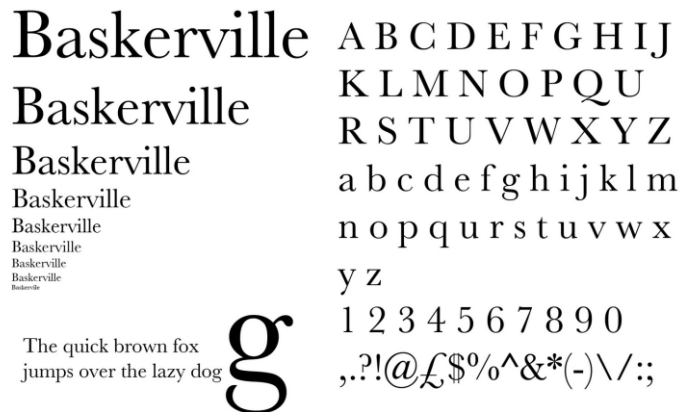 Baskerville
Baskerville
Baskerville
Baskerville
Baskerville
Baskerville
Baskerville
Baskerville
Baskerville
The quick brown fox
jumps over the lazy dog
g
A B C D E F G H I J
K L M N O P Q U
R S T U V W X Y Z
a b c d e f g h i j k l m
n o p q u r s t u v w x
y z
1 2 3 4 5 6 7 8 9 0
,.?!@£$%^&*(-)\/:;